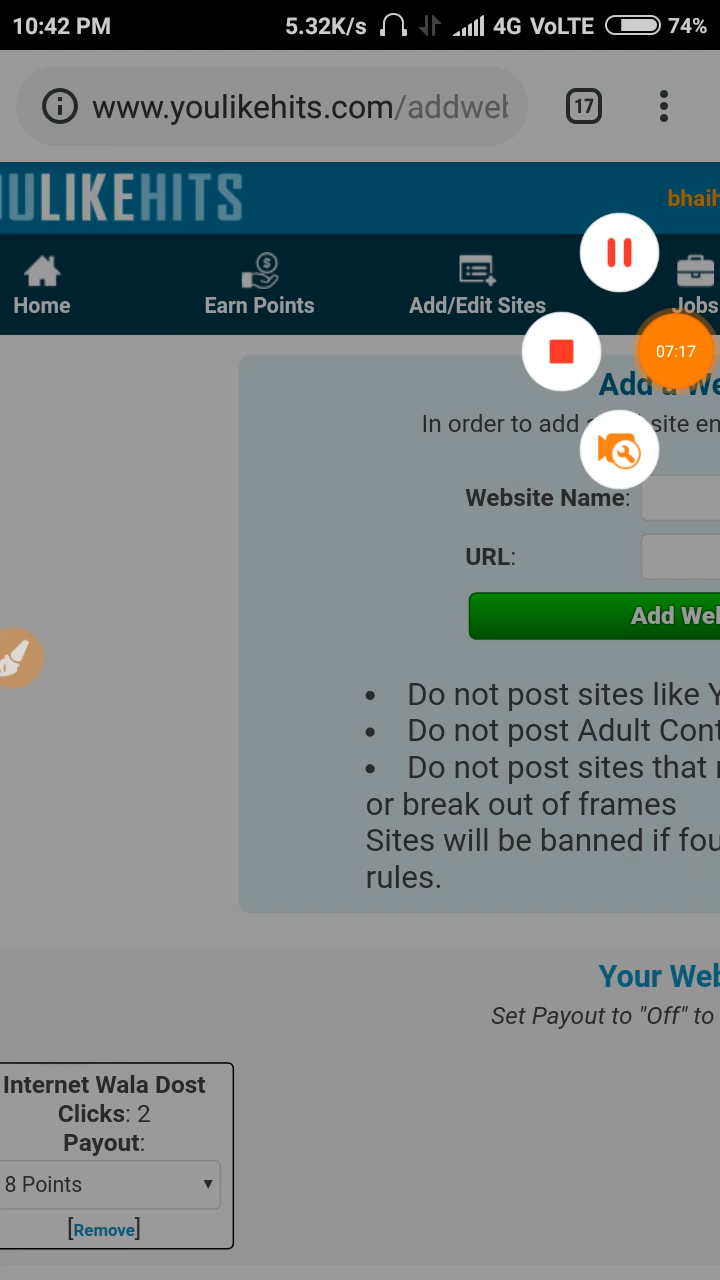 10:42 PM 5.32K/s 4G VoLTE 74%
www.youlikehits.com/addweb 17
ULIKEHITS
bhaih
Home Earn Points Add/Edit Sites Jobs
07:17
Add a We
In order to add site en
Website Name:
URL:
Add Wel
• Do not post sites like Y
• Do not post Adult Cont
• Do not post sites that
or break out of frames
Sites will be banned if fou
rules.
Your Web
Set Payout to "Off" to
Internet Wala Dost
Clicks: 2
Payout:
8 Points
[Remove]